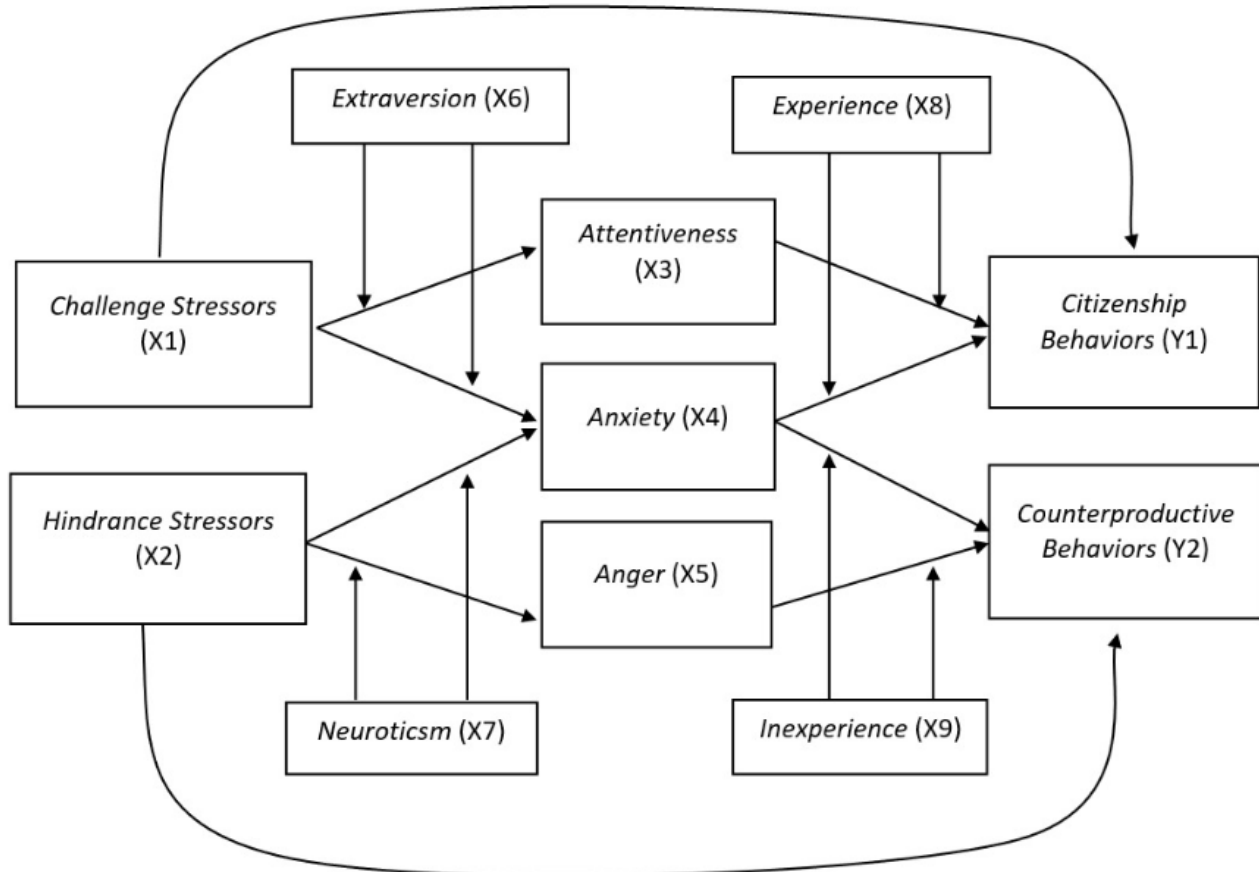 Extraversion (X6)
Experience (X8)
Attentiveness
(X3)
Challenge Stressors
(X1)
Citizenship
Behaviors (Y1)
Anxiety (X4)
Hindrance Stressors
(X2)
Counterproductive
Behaviors (Y2)
Anger (X5)
Neuroticsm (X7)
Inexperience (X9)